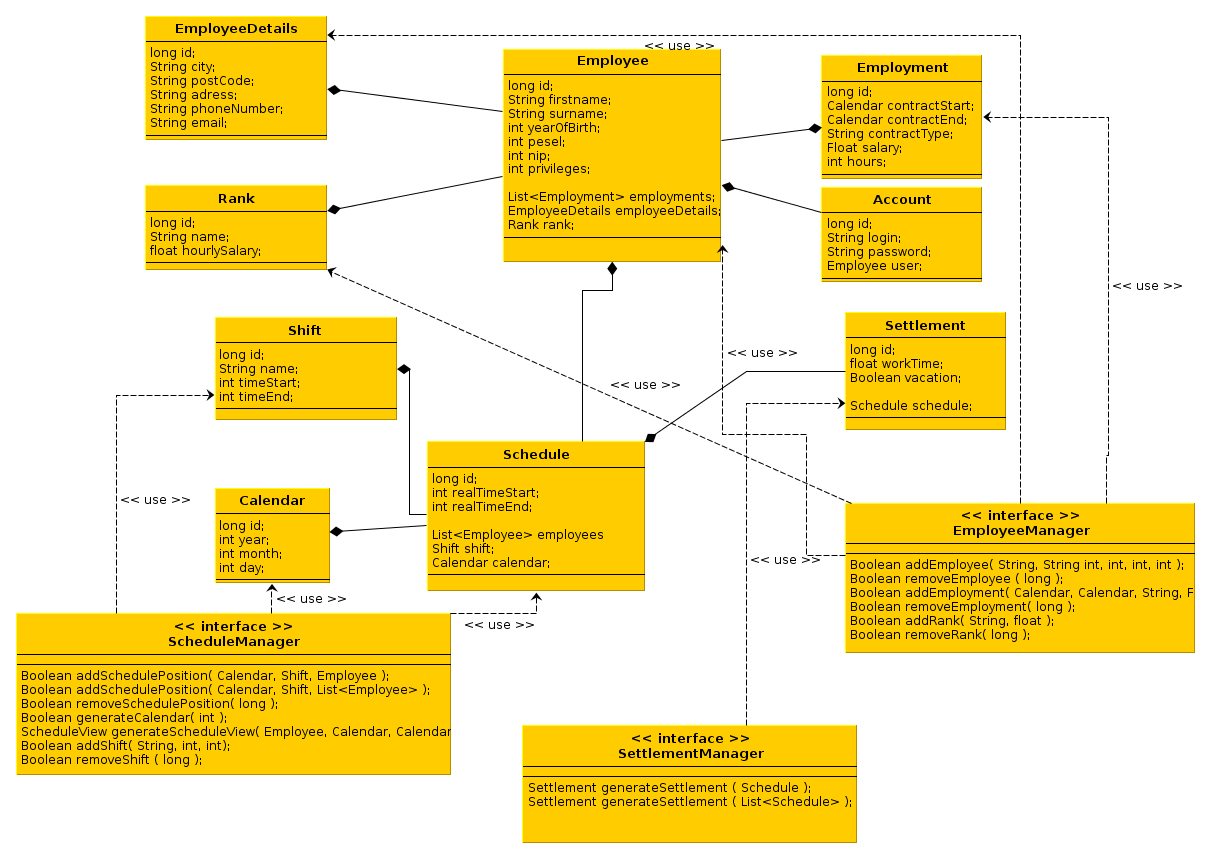 EmployeeDetails
long id;
String city;
String postCode;
String adress;
String phoneNumber;
String email;
<< use >>
Employee
long id;
String firstname;
String surname;
int yearOfBirth;
int pesel;
int nip;
int privileges;
List<Employment> employments;
EmployeeDetails employeeDetails;
Rank rank;
Employment
long id;
Calendar contractStart;
Calendar contractEnd;
String contractType;
Float salary;
int hours;
Rank
long id;
String name;
float hourlySalary;
Account
long id;
String login;
String password;
Employee user;
<< use >>
Shift
long id;
String name;
int timeStart;
int timeEnd;
<< use >>
<< use >>
Settlement
long id;
float workTime;
Boolean vacation;
Schedule schedule;
Schedule
long id;
int realTimeStart;
int realTimeEnd;
List<Employee> employees
Shift shift;
Calendar calendar;
<< use >>
Calendar
long id;
int year;
int month;
int day;
<< use >>
<< use >>
<< use >>
<< interface >>
EmployeeManager
Boolean addEmployee( String, String int, int, int, int );
Boolean removeEmployee ( long );
Boolean addEmployment( Calendar, Calendar, String, F
Boolean removeEmployment( long );
Boolean addRank( String, float );
Boolean removeRank( long );
<< interface >>
ScheduleManager
Boolean addSchedulePosition( Calendar, Shift, Employee );
Boolean addSchedulePosition( Calendar, Shift, List<Employee> );
Boolean removeSchedulePosition( long );
Boolean generateCalendar( int );
ScheduleView generateScheduleView( Employee, Calendar, Calendar
Boolean addShift( String, int, int);
Boolean removeShift ( long );
<< interface >>
SettlementManager
Settlement generateSettlement ( Schedule );
Settlement generateSettlement ( List<Schedule> );